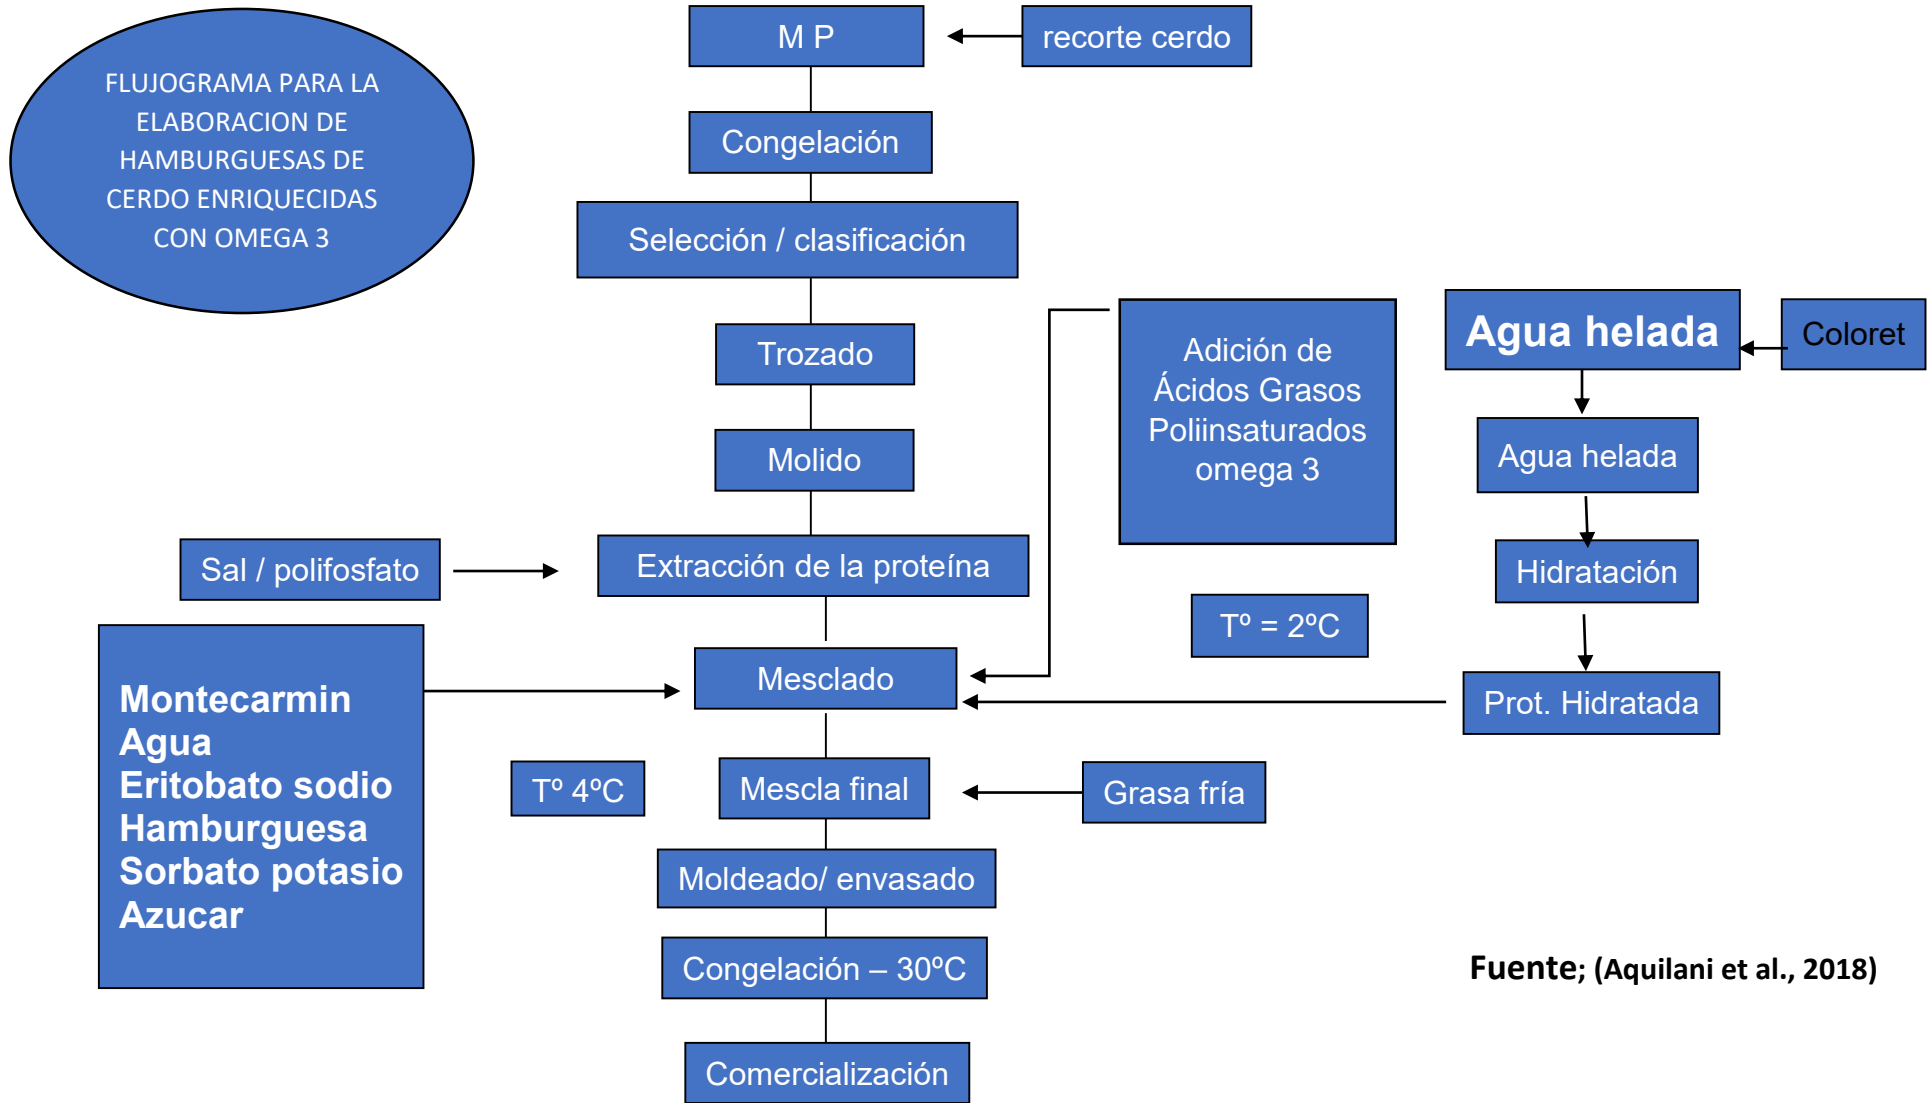 FLUJOGRAMA PARA LA
ELABORACION DE
HAMBURGUESAS DE
CERDO ENRIQUECIDAS
CON OMEGA 3
M P
recorte cerdo
Congelación
Selección / clasificación
Trozado
Molido
Sal / polifosfato
Extracción de la proteína
Adición de
Ácidos Grasos
Poliinsaturados
omega 3
Agua helada
Coloret
Agua helada
Hidratación
Tº = 2ºC
Prot. Hidratada
Mesclado
Montecarmin
Agua
Eritobato sodio
Hamburguesa
Sorbato potasio
Azucar
Tº 4ºC
Mescla final
Grasa fría
Moldeado/ envasado
Congelación – 30ºC
Comercialización
Fuente; (Aquilani et al., 2018)